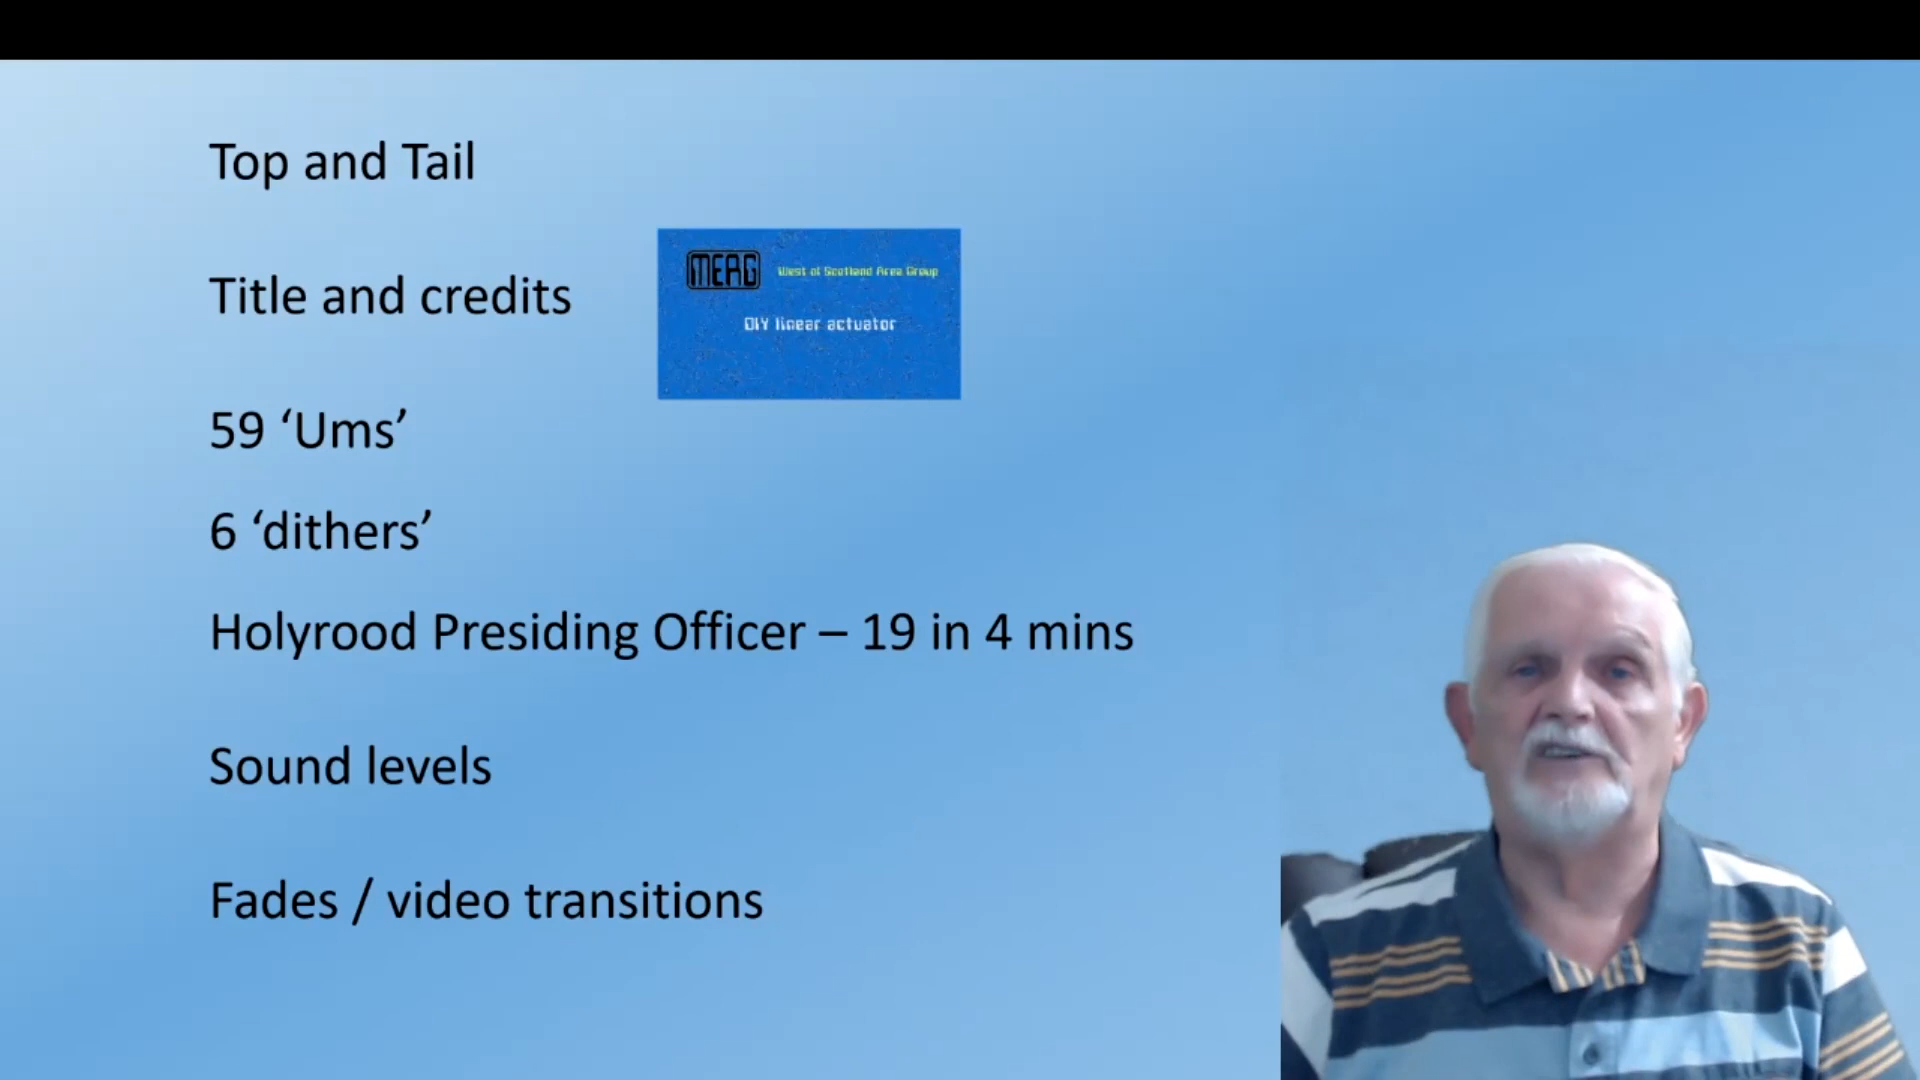 Top and Tail
Title and credits
MERG West of Scotland Area Group
DIY linear actuator
59 ‘Ums’
6 ‘dithers’
Holyrood Presiding Officer – 19 in 4 mins
Sound levels
Fades / video transitions